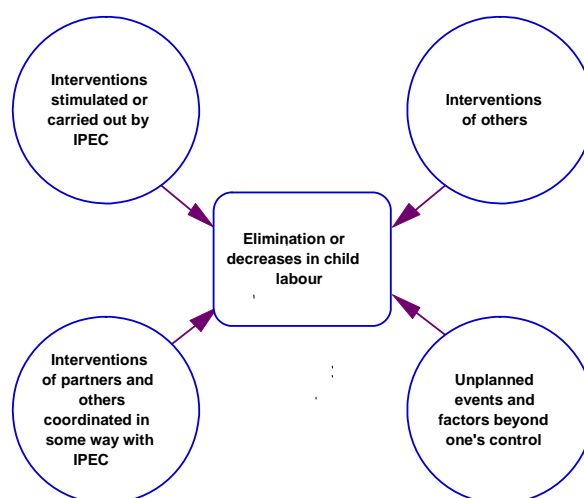 Interventions
stimulated or
carried out by
IPEC
Interventions
of others
Elimination or
decreases in child
labour
Interventions
of partners and
others
coordinated in
some way with
IPEC
Unplanned
events and
factors beyond
one's control